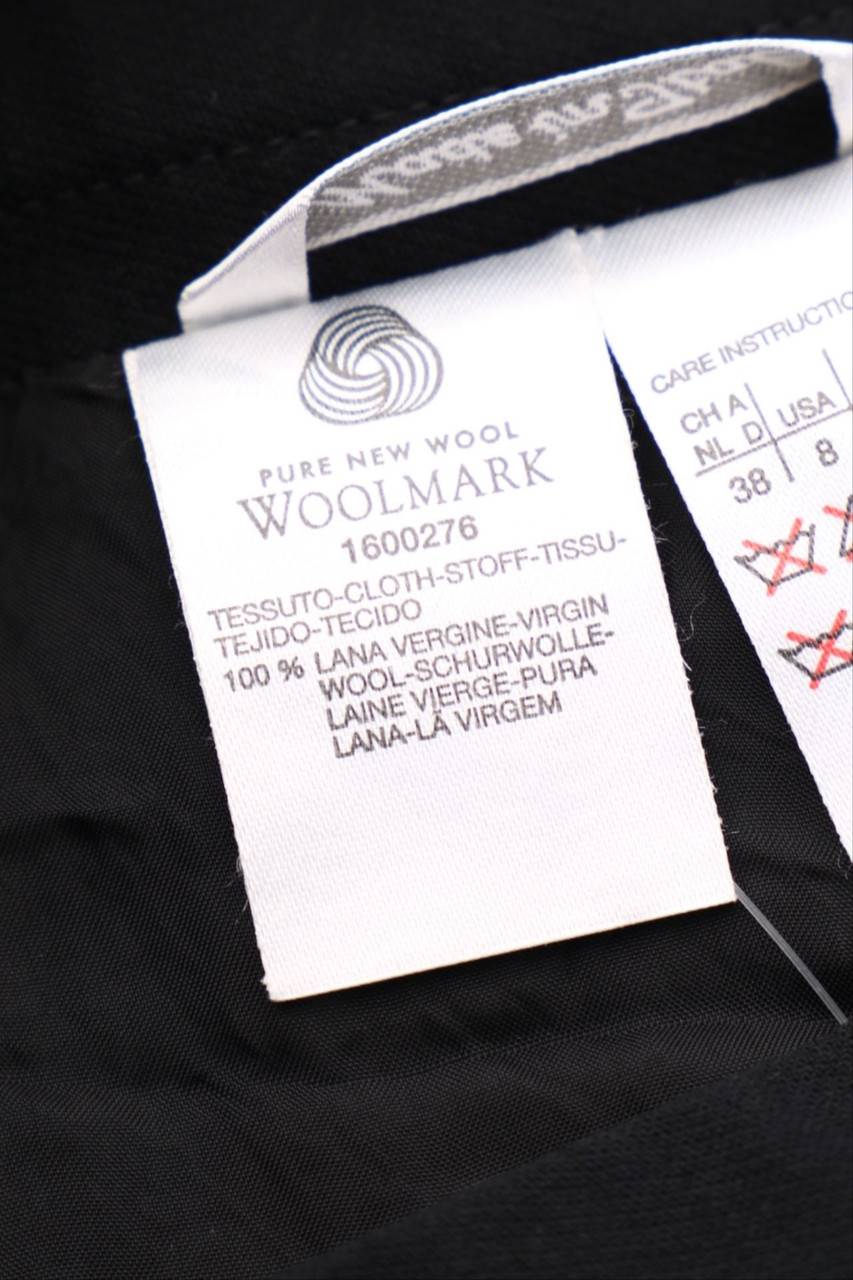 PURE NEW WOOL
WOOLMARK
1600276
TESSUTO-CLOTH-STOFF-TISSU-
TEJIDO-TECIDO
100 % LANA VERGINE-VIRGIN
WOOL-SCHURWOLLE-
LAINE VIERGE-PURA
LANA-LÃ VIRGEM
CARE INSTRUCTIO
CH A USA
NL D
38 8